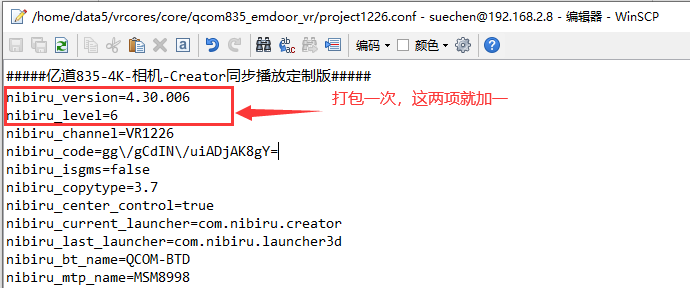 /home/data5/vrcores/core/qcom835_emdoor_vr/project1226.conf - suechen@192.168.2.8 - 编辑器 - WinSCP
编码 颜色
#####亿道835-4K-相机-Creator同步播放定制版#####
nibiru_version=4.30.006 打包一次，这两项就加一
nibiru_level=6
nibiru_channel=VR1226
nibiru_code=gg\/gCdIN\/uiADjAK8gY=
nibiru_isgms=false
nibiru_copytype=3.7
nibiru_center_control=true
nibiru_current_launcher=com.nibiru.creator
nibiru_last_launcher=com.nibiru.launcher3d
nibiru_bt_name=QCOM-BTD
nibiru_mtp_name=MSM8998